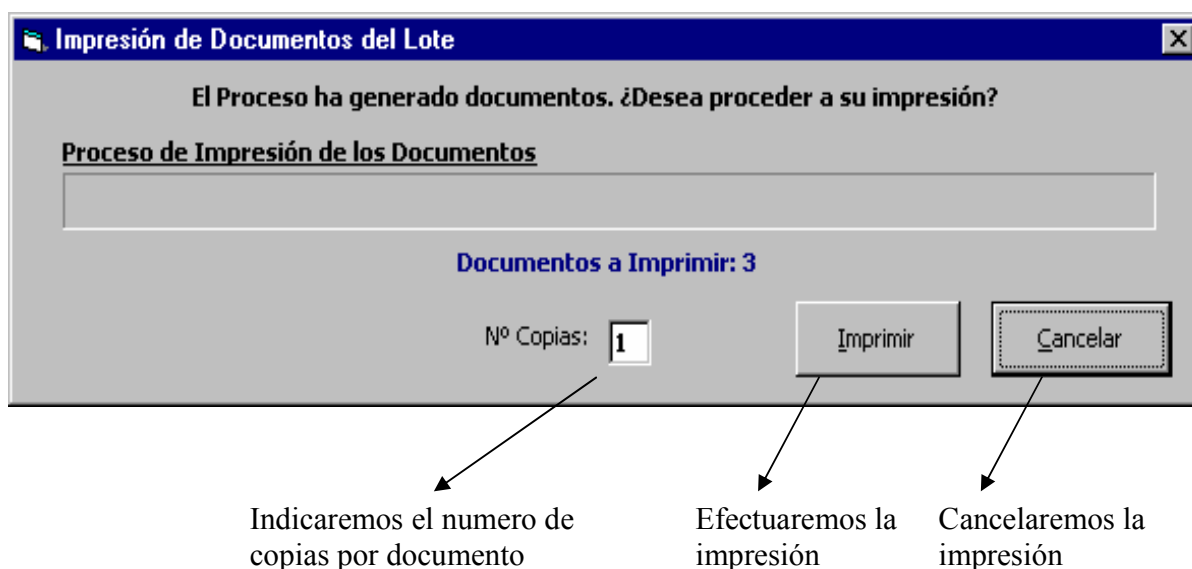 Impresión de Documentos del Lote
El Proceso ha generado documentos. ¿Desea proceder a su impresión?
Proceso de Impresión de los Documentos
Documentos a Imprimir: 3
Nº Copias: 1 Imprimir Cancelar
Indicaremos el numero de Efectuaremos la Cancelaremos la
copias por documento impresión impresión